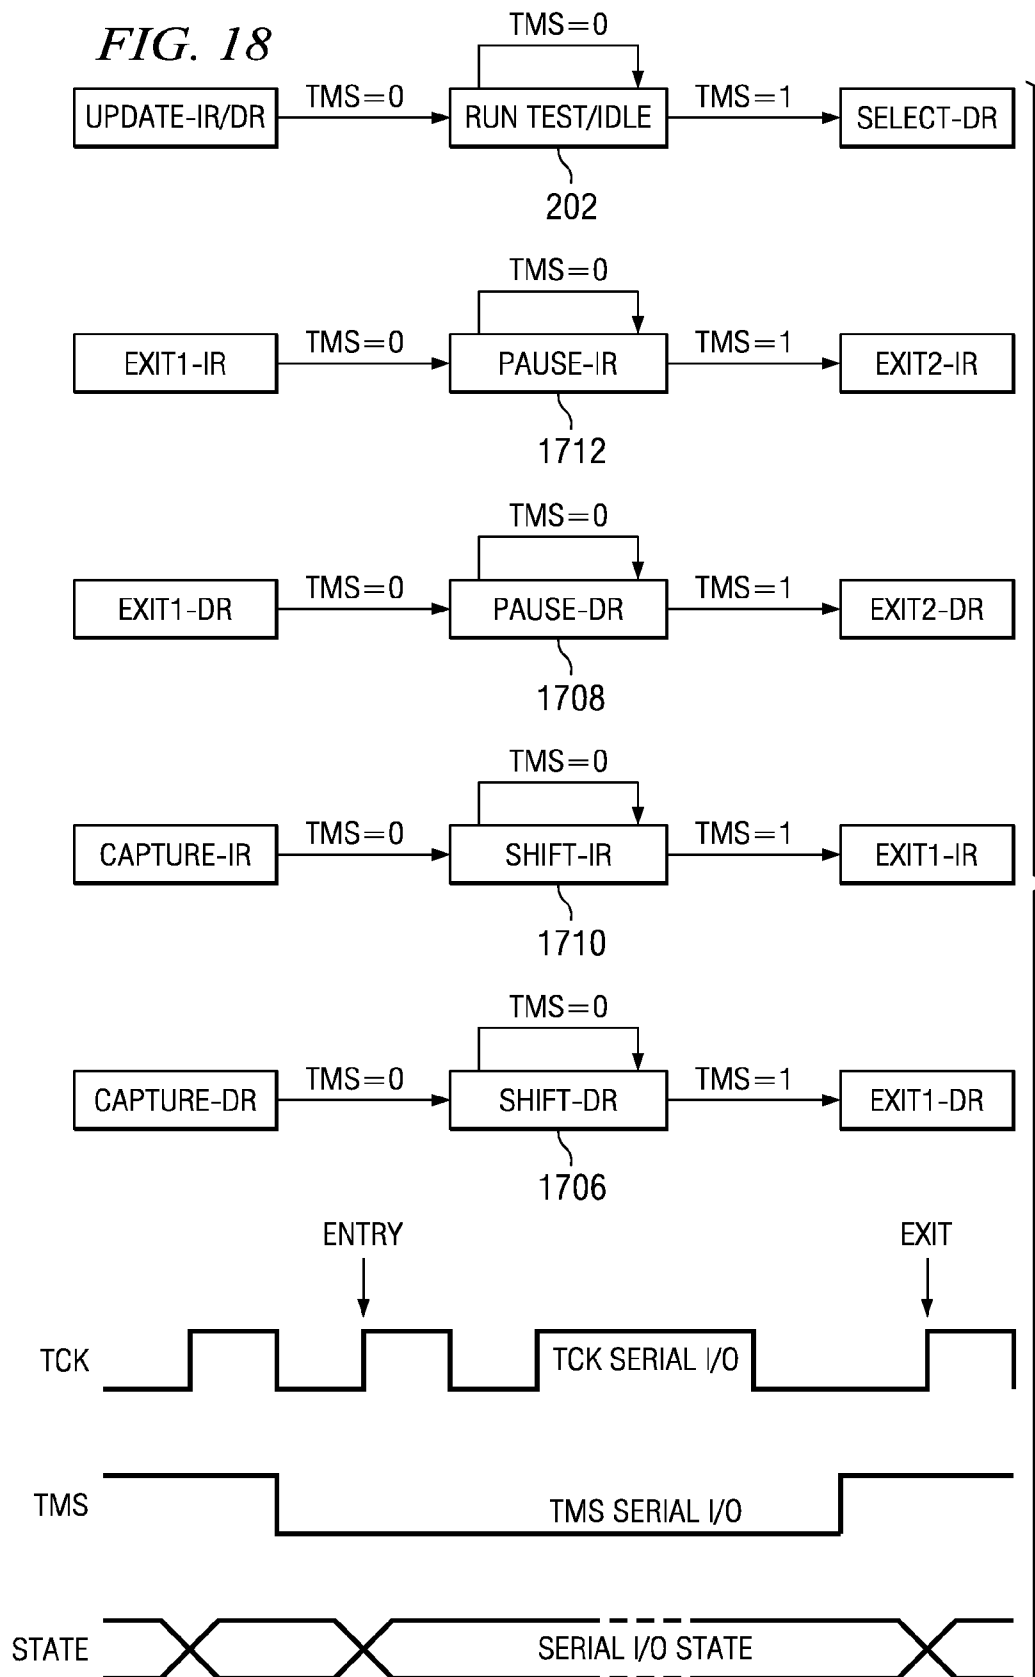 FIG. 18
TMS=0
UPDATE-IR/DR
TMS=0
RUN TEST/IDLE
TMS=1
SELECT-DR
202
TMS=0
EXIT1-IR
TMS=0
PAUSE-IR
TMS=1
EXIT2-IR
1712
TMS=0
EXIT1-DR
TMS=0
PAUSE-DR
TMS=1
EXIT2-DR
1708
TMS=0
CAPTURE-IR
TMS=0
SHIFT-IR
TMS=1
EXIT1-IR
1710
TMS=0
CAPTURE-DR
TMS=0
SHIFT-DR
TMS=1
EXIT1-DR
1706
ENTRY
EXIT
TCK
TCK SERIAL I/O
TMS
TMS SERIAL I/O
STATE
SERIAL I/O STATE